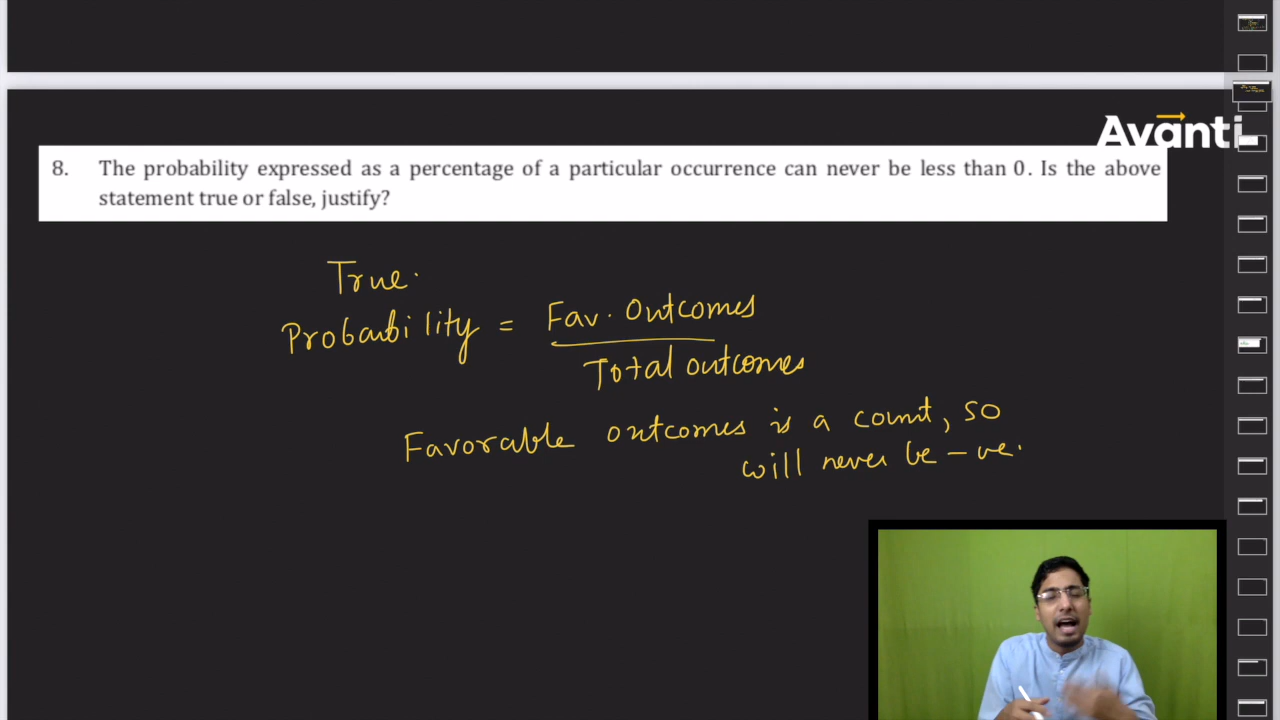 Avanti
8. The probability expressed as a percentage of a particular occurrence can never be less than 0. Is the above
statement true or false, justify?
True.
Probability = Fav. Outcomes
Total outcomes
Favorable outcomes is a count, so
will never be -ve.